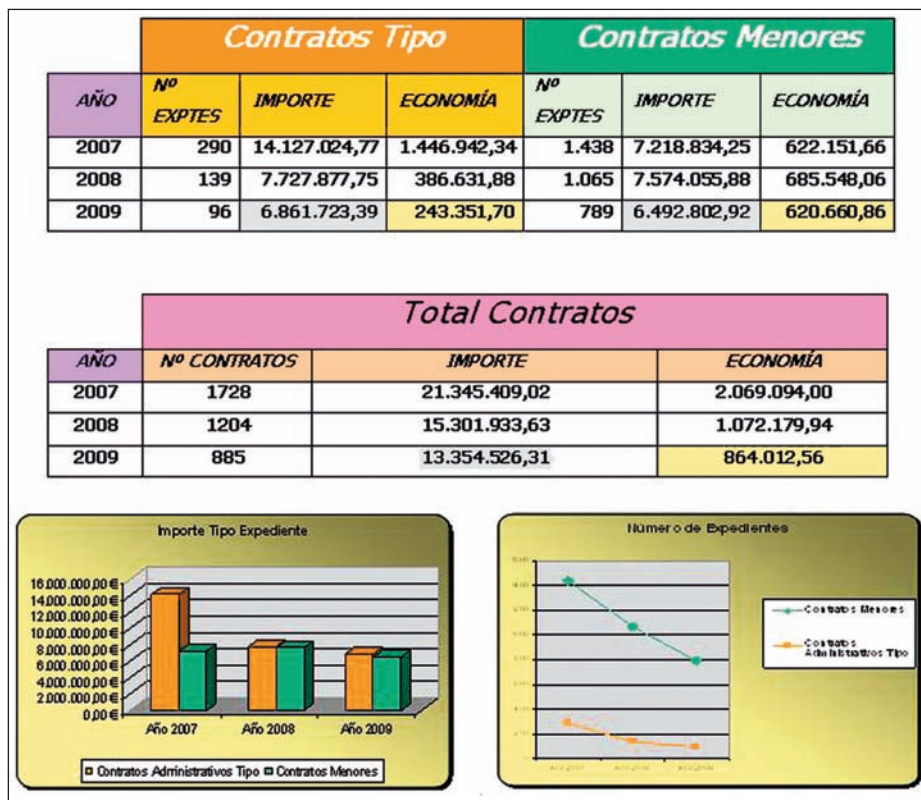 Contratos Tipo Contratos Menores
AÑO Nº EXPTES IMPORTE ECONOMÍA Nº EXPTES IMPORTE ECONOMÍA
2007 290 14.127.024,77 1.446.942,34 1.438 7.218.834,25 622.151,66
2008 139 7.727.877,75 386.631,88 1.065 7.574.055,88 685.548,06
2009 96 6.861.723,39 243.351,70 789 6.492.802,92 620.660,86
Total Contratos
AÑO Nº CONTRATOS IMPORTE ECONOMÍA
2007 1728 21.345.409,02 2.069.094,00
2008 1204 15.301.933,63 1.072.179,94
2009 885 13.354.526,31 864.012,56
Importe Tipo Expediente
16.000.000,00 €
14.000.000,00 €
12.000.000,00 €
10.000.000,00 €
8.000.000,00 €
6.000.000,00 €
4.000.000,00 €
2.000.000,00 €
0,00 €
Año 2007 Año 2008 Año 2009
Contratos Administrativos Tipo Contratos Menores
Número de Expedientes
Contratos Menores
Contratos
Administrativos Tipo